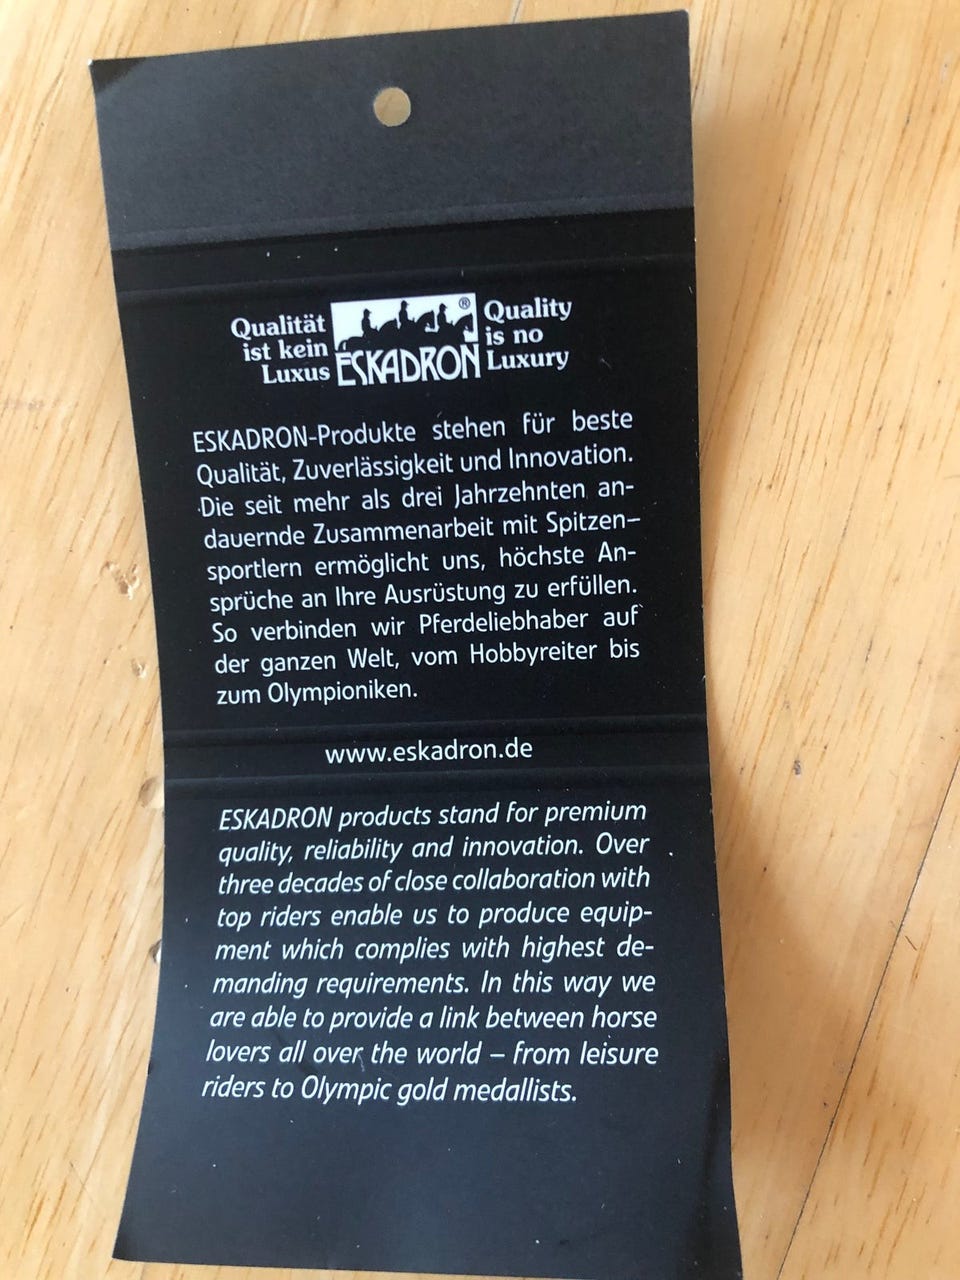 Qualität
ist kein
Luxus
®
ESKADRON
Quality
is no
Luxury
ESKADRON-Produkte stehen für beste
Qualität, Zuverlässigkeit und Innovation.
Die seit mehr als drei Jahrzehnten an-
dauernde Zusammenarbeit mit Spitzen-
sportlern ermöglicht uns, höchste An-
sprüche an Ihre Ausrüstung zu erfüllen.
So verbinden wir Pferdeliebhaber auf
der ganzen Welt, vom Hobbyreiter bis
zum Olympioniken.
www.eskadron.de
ESKADRON products stand for premium
quality, reliability and innovation. Over
three decades of close collaboration with
top riders enable us to produce equip-
ment which complies with highest de-
manding requirements. In this way we
are able to provide a link between horse
lovers all over the world – from leisure
riders to Olympic gold medallists.